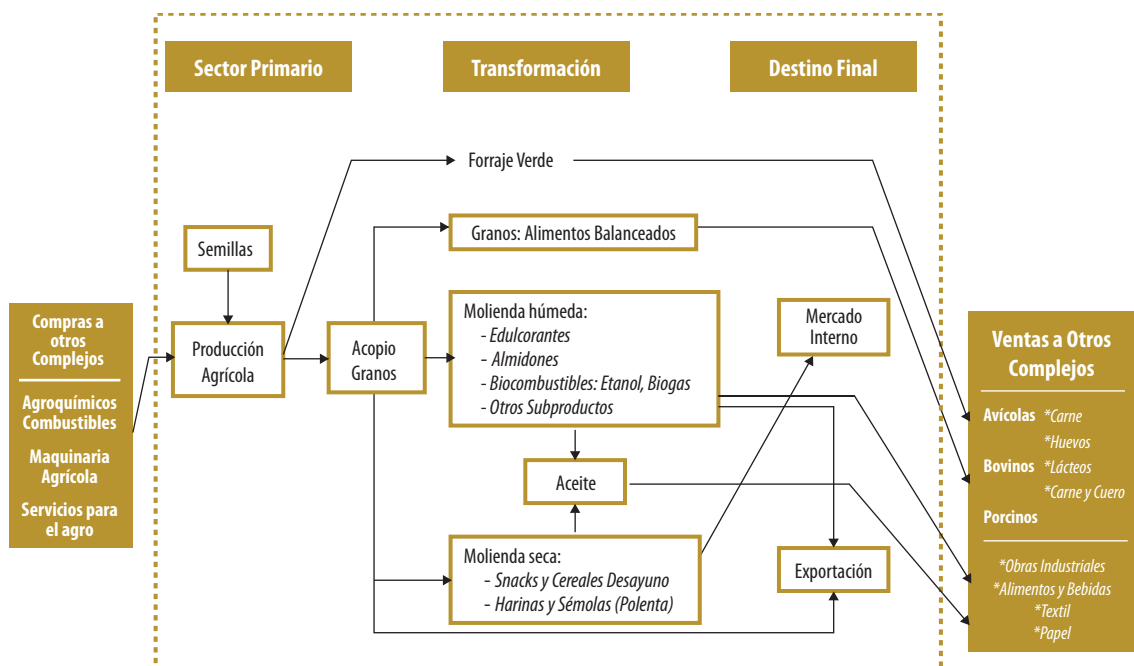 Sector Primario
Transformación
Destino Final
Forraje Verde
Granos: Alimentos Balanceados
Semillas
Compras a
otros
Complejos
Agroquímicos
Combustibles
Maquinaria
Agrícola
Servicios para
el agro
Producción
Agrícola
Acopio
Granos
Molienda húmeda:
- Edulcorantes
- Almidones
- Biocombustibles: Etanol, Biogas
- Otros Subproductos
Mercado
Interno
Aceite
Molienda seca:
- Snacks y Cereales Desayuno
- Harinas y Sémolas (Polenta)
Exportación
Ventas a Otros
Complejos
Avícolas *Carne
*Huevos
Bovinos *Lácteos
*Carne y Cuero
Porcinos
*Obras Industriales
*Alimentos y Bebidas
*Textil
*Papel